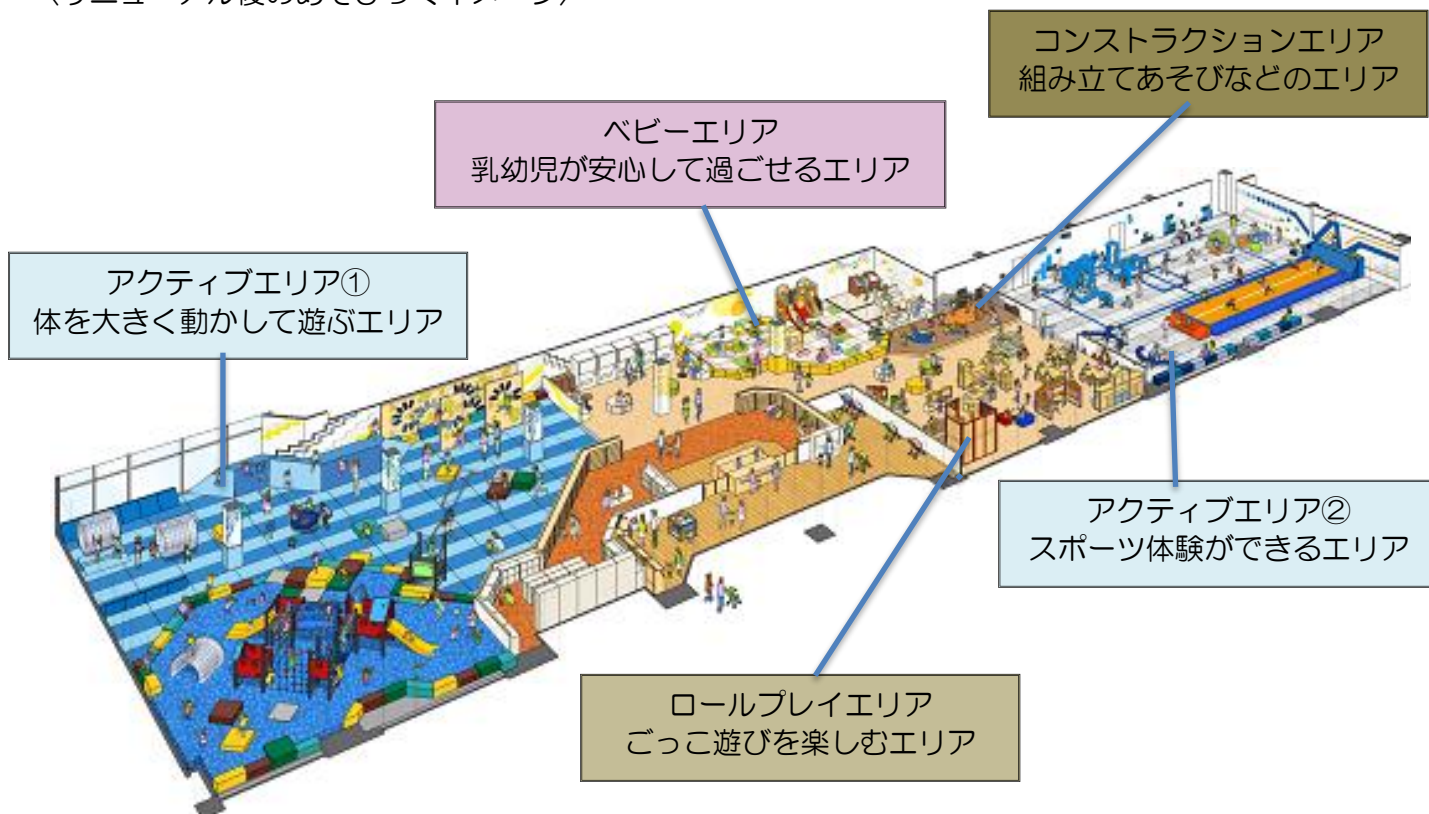 コンストラクションエリア
組み立てあそびなどのエリア
ベビーエリア
乳幼児が安心して過ごせるエリア
アクティブエリア①
体を大きく動かして遊ぶエリア
アクティブエリア②
スポーツ体験ができるエリア
ロールプレイエリア
ごっこ遊びを楽しむエリア